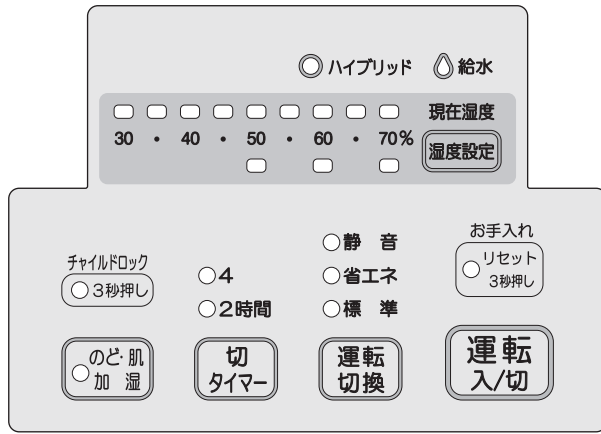 ハイブリッド 給水
現在湿度
30 ・ 40 ・ 50 ・ 60 ・ 70%
湿度設定
お手入れ
リセット
3秒押し
静 音
省エネ
標 準
チャイルドロック
3秒押し
4
2時間
のど・肌
加 湿
切
タイマー
運転
切換
運転
入/切